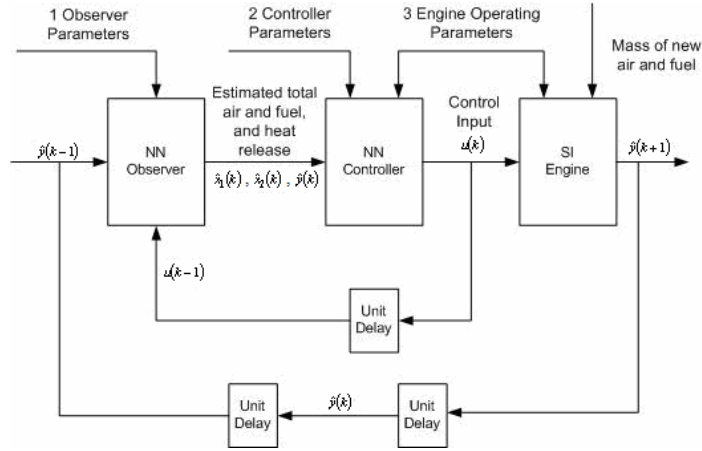 1 Observer
Parameters
2 Controller
Parameters
3 Engine Operating
Parameters
Mass of new
air and fuel
Estimated total
air and fuel,
and heat
release
Control
Input
ŷ(k−1)
NN
Observer
x̂₁(k) , x̂₂(k) , ŷ(k)
NN
Controller
u(k)
SI
Engine
ŷ(k+1)
u(k−1)
Unit
Delay
Unit
Delay
ŷ(k)
Unit
Delay